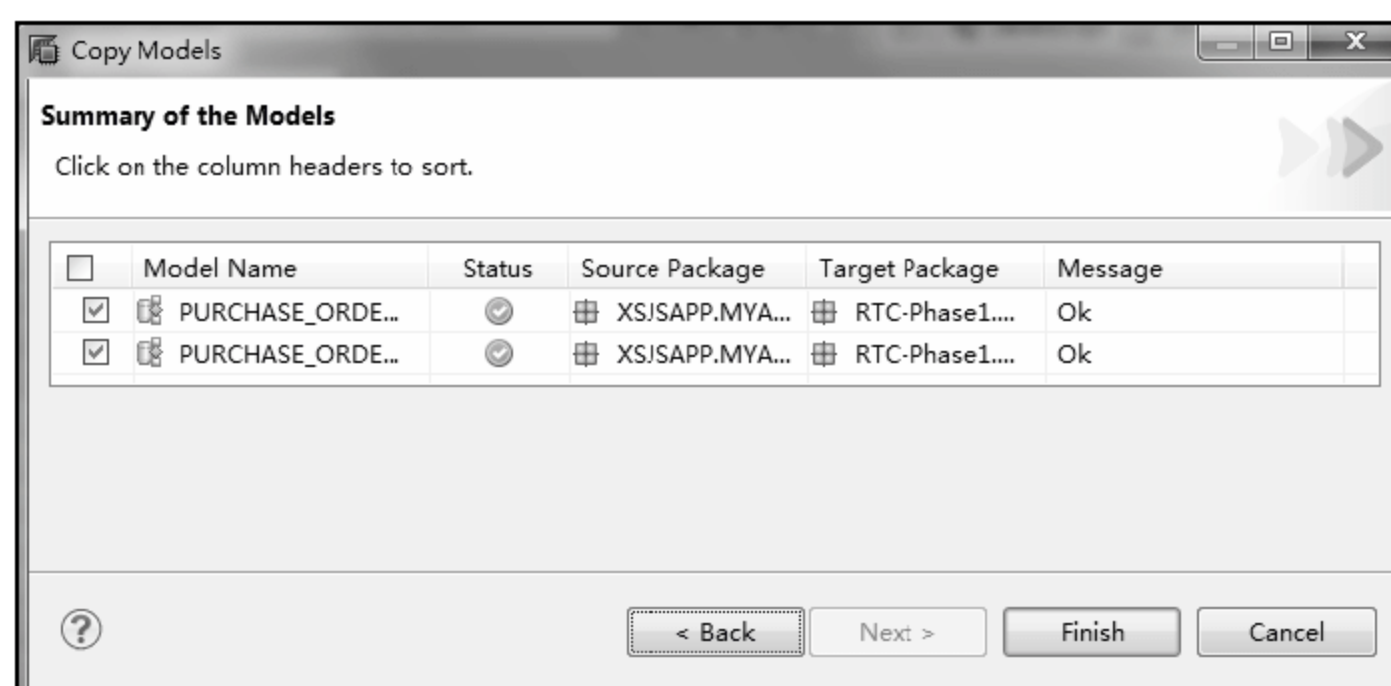 Copy Models
Summary of the Models
Click on the column headers to sort.
Model Name Status Source Package Target Package Message
PURCHASE_ORDE... XSJSAPP.MYA... RTC-Phase1.... Ok
PURCHASE_ORDE... XSJSAPP.MYA... RTC-Phase1.... Ok
< Back Next > Finish Cancel